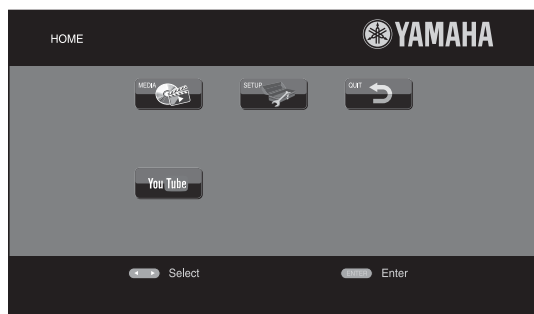 HOME
YAMAHA
MEDIA
SETUP
QUIT
You Tube
Select
ENTER Enter